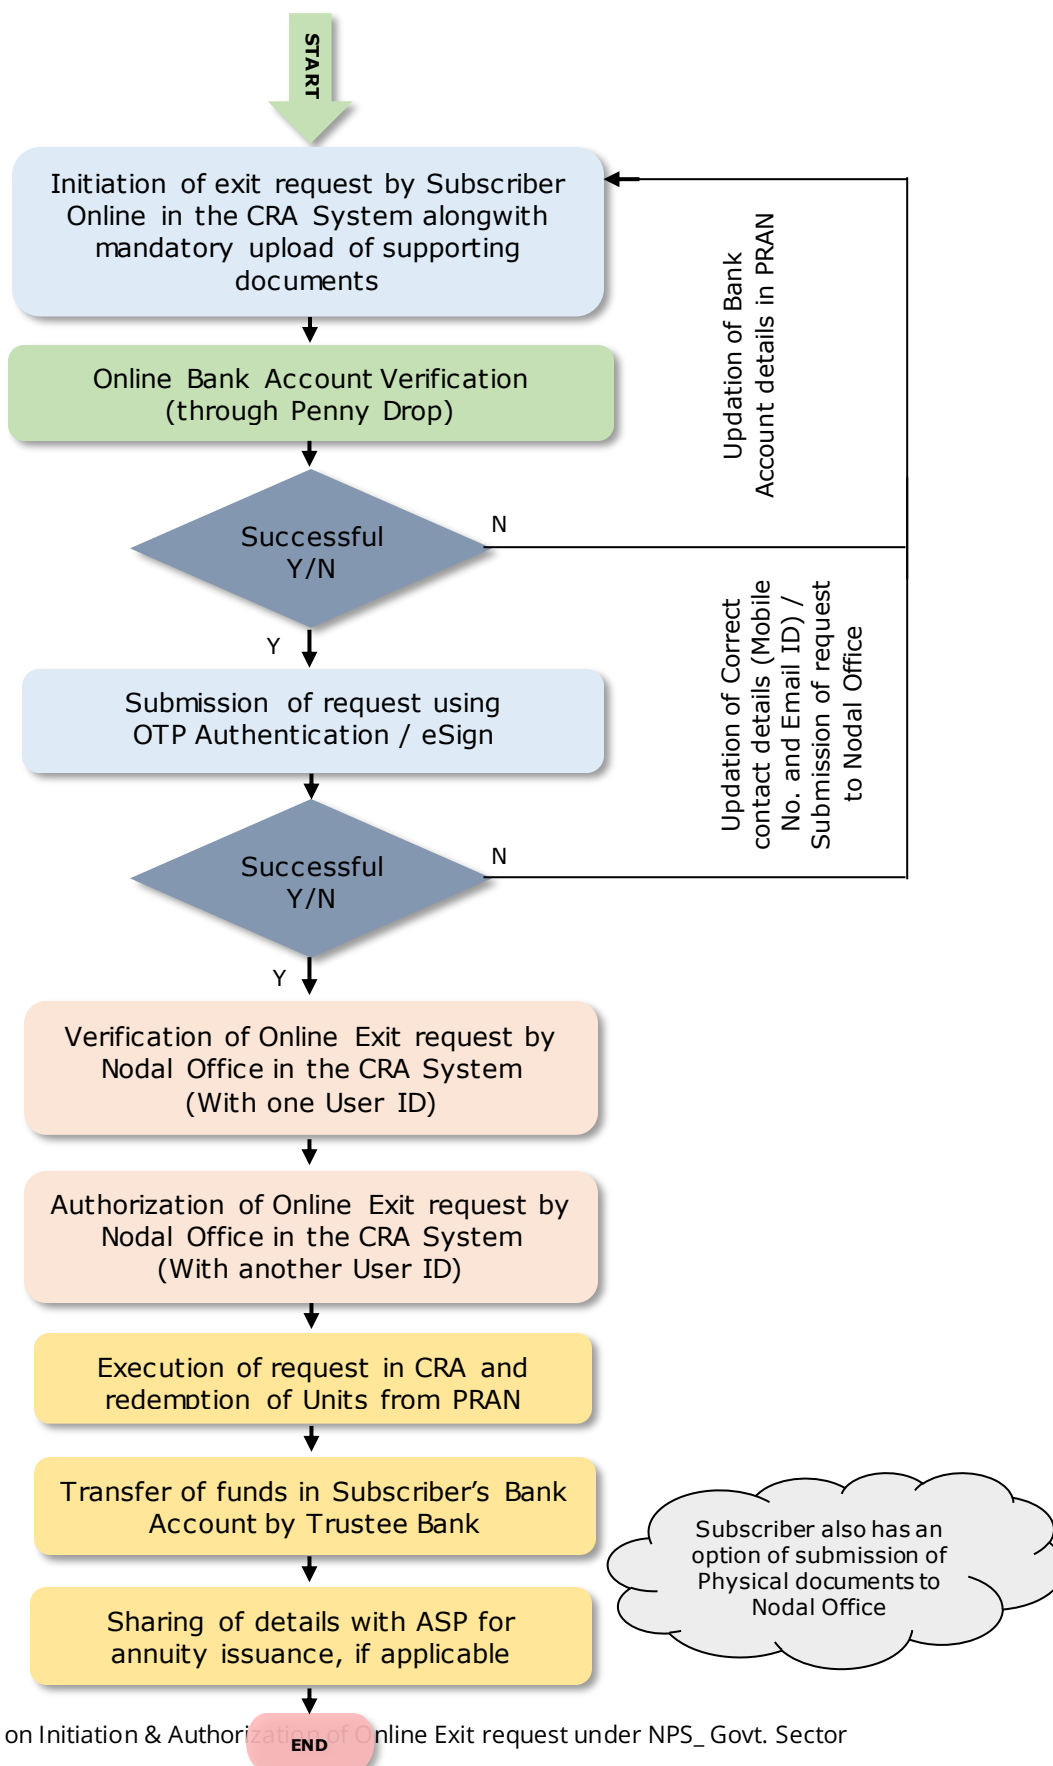 START
Initiation of exit request by Subscriber
Online in the CRA System alongwith
mandatory upload of supporting
documents
Updation of Bank
Account details in PRAN
Online Bank Account Verification
(through Penny Drop)
Successful
Y/N
N
Y
Updation of Correct
contact details (Mobile
No. and Email ID) /
Submission of request
to Nodal Office
Submission of request using
OTP Authentication / eSign
Successful
Y/N
N
Y
Verification of Online Exit request by
Nodal Office in the CRA System
(With one User ID)
Authorization of Online Exit request by
Nodal Office in the CRA System
(With another User ID)
Execution of request in CRA and
redemption of Units from PRAN
Transfer of funds in Subscriber's Bank
Account by Trustee Bank
Subscriber also has an
option of submission of
Physical documents to
Nodal Office
Sharing of details with ASP for
annuity issuance, if applicable
on Initiation & Authorization of Online Exit request under NPS_ Govt. Sector
END